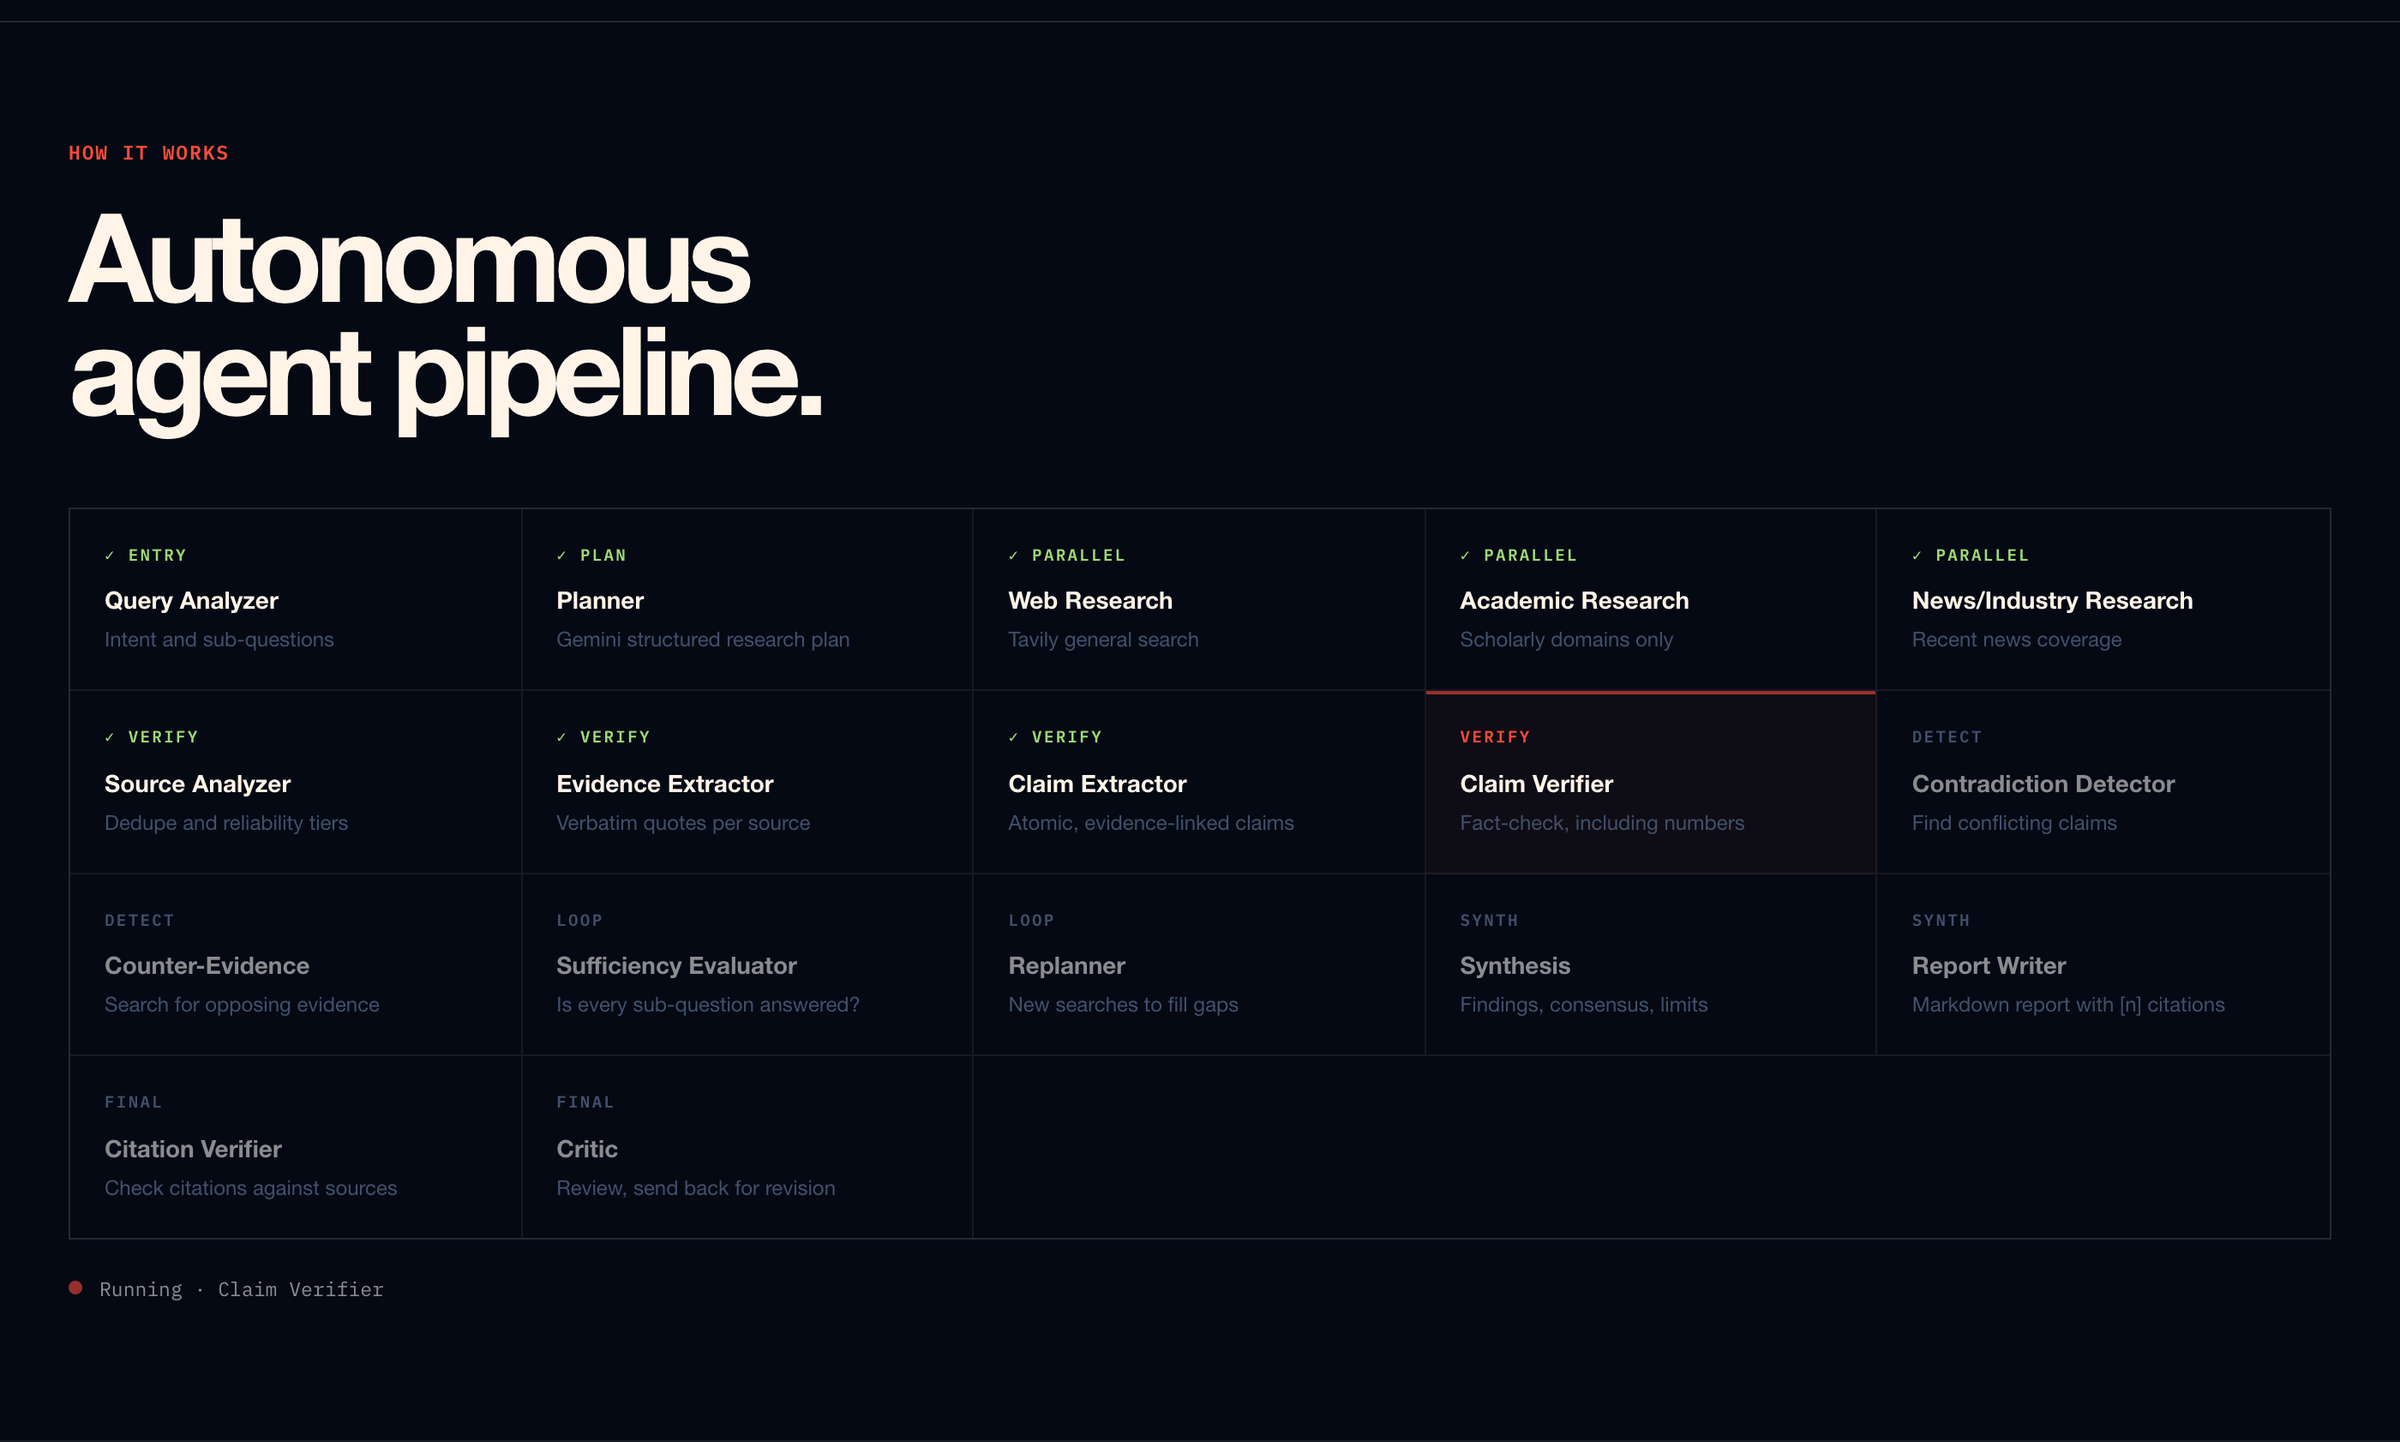 HOW IT WORKS
Autonomous
agent pipeline.
✓ ENTRY
Query Analyzer
Intent and sub-questions
✓ PLAN
Planner
Gemini structured research plan
✓ PARALLEL
Web Research
Tavily general search
✓ PARALLEL
Academic Research
Scholarly domains only
✓ PARALLEL
News/Industry Research
Recent news coverage
✓ VERIFY
Source Analyzer
Dedupe and reliability tiers
✓ VERIFY
Evidence Extractor
Verbatim quotes per source
✓ VERIFY
Claim Extractor
Atomic, evidence-linked claims
VERIFY
Claim Verifier
Fact-check, including numbers
DETECT
Contradiction Detector
Find conflicting claims
DETECT
Counter-Evidence
Search for opposing evidence
LOOP
Sufficiency Evaluator
Is every sub-question answered?
LOOP
Replanner
New searches to fill gaps
SYNTH
Synthesis
Findings, consensus, limits
SYNTH
Report Writer
Markdown report with [n] citations
FINAL
Citation Verifier
Check citations against sources
FINAL
Critic
Review, send back for revision
Running · Claim Verifier